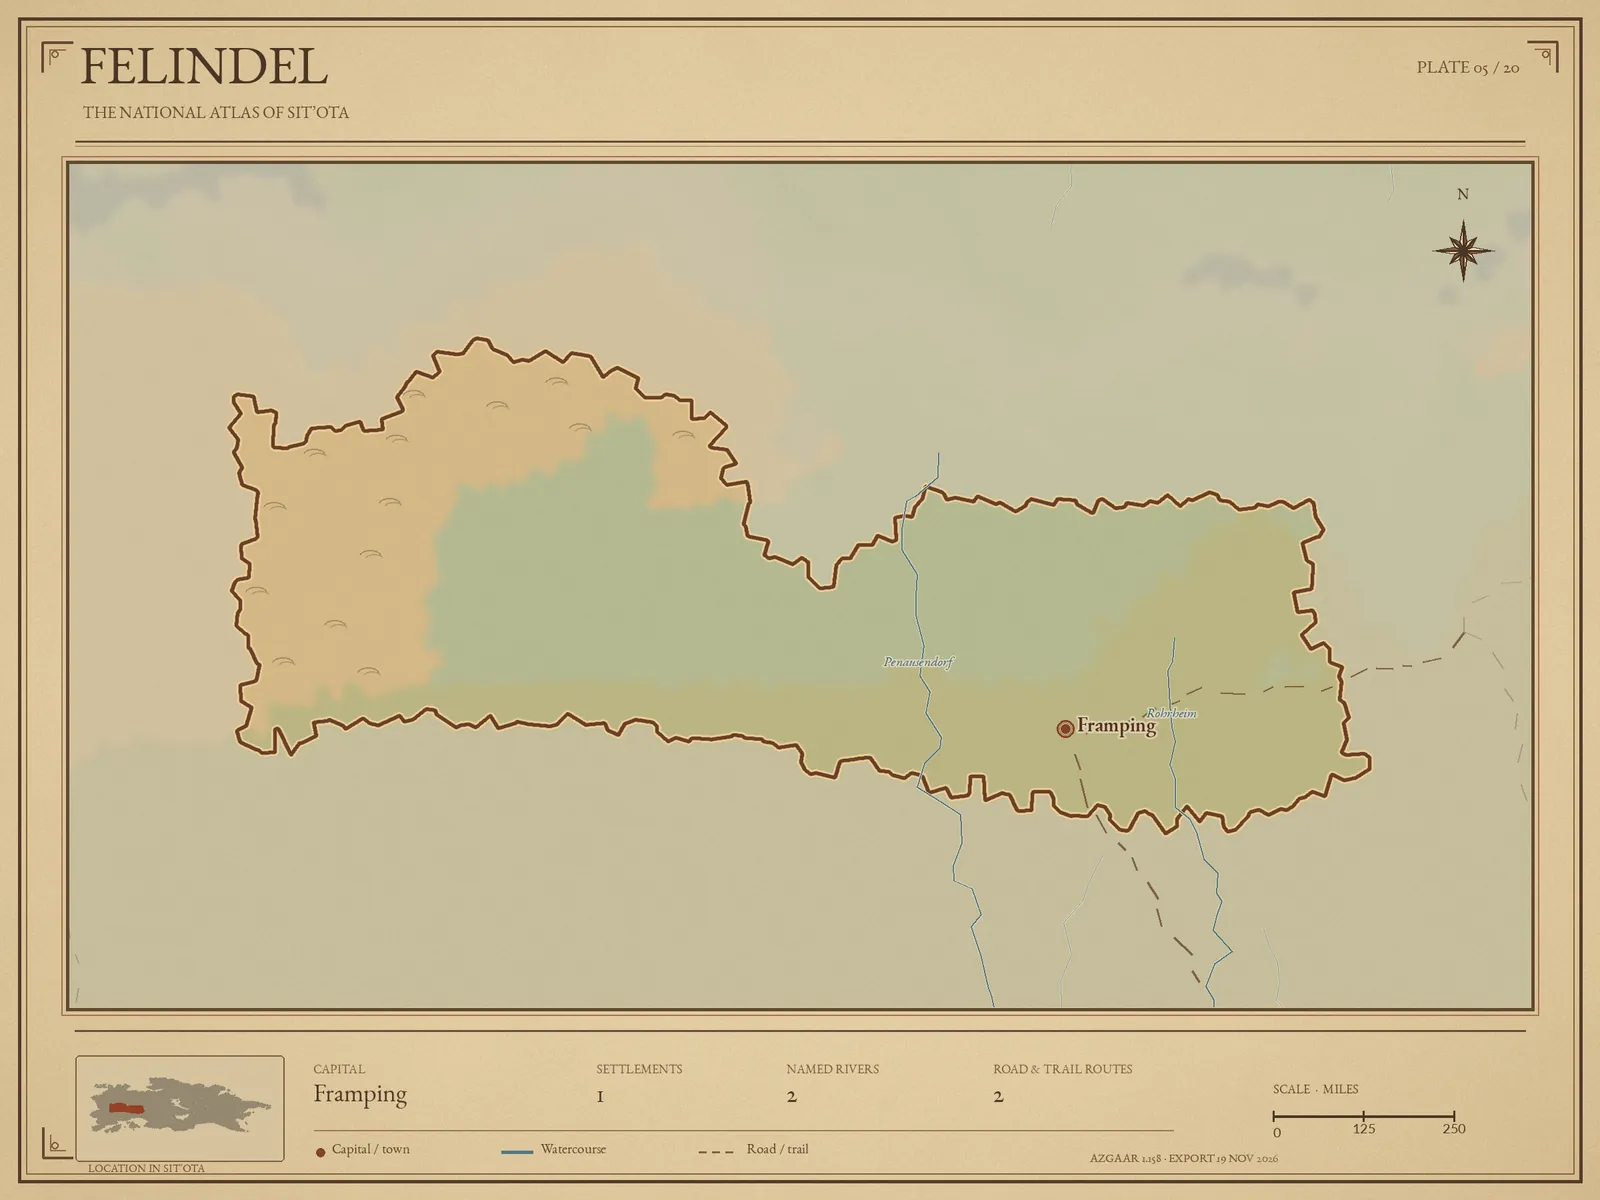 FELINDEL
THE NATIONAL ATLAS OF SIT'OTA
PLATE 05 / 20
N
Penausendorf
Rohrheim
Framping
CAPITAL
Framping
SETTLEMENTS
1
NAMED RIVERS
2
ROAD & TRAIL ROUTES
2
SCALE · MILES
0 125 250
Capital / town
Watercourse
Road / trail
AZGAAR 1.158 · EXPORT 19 NOV 2026
LOCATION IN SIT'OTA